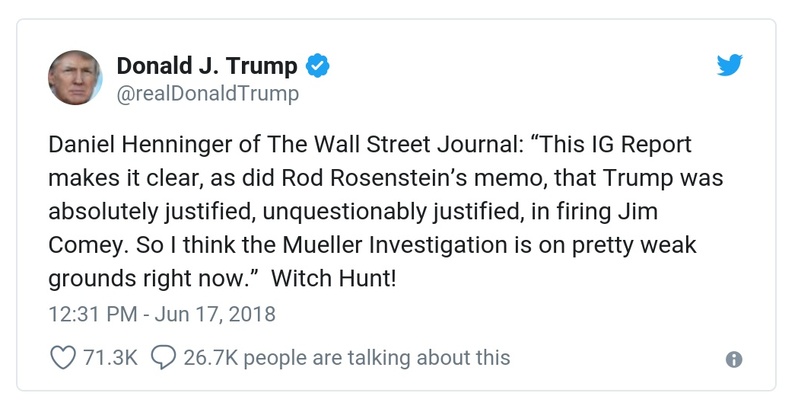 Donald J. Trump
@realDonaldTrump
Daniel Henninger of The Wall Street Journal: “This IG Report
makes it clear, as did Rod Rosenstein’s memo, that Trump was
absolutely justified, unquestionably justified, in firing Jim
Comey. So I think the Mueller Investigation is on pretty weak
grounds right now.”  Witch Hunt!
12:31 PM - Jun 17, 2018
71.3K 26.7K people are talking about this